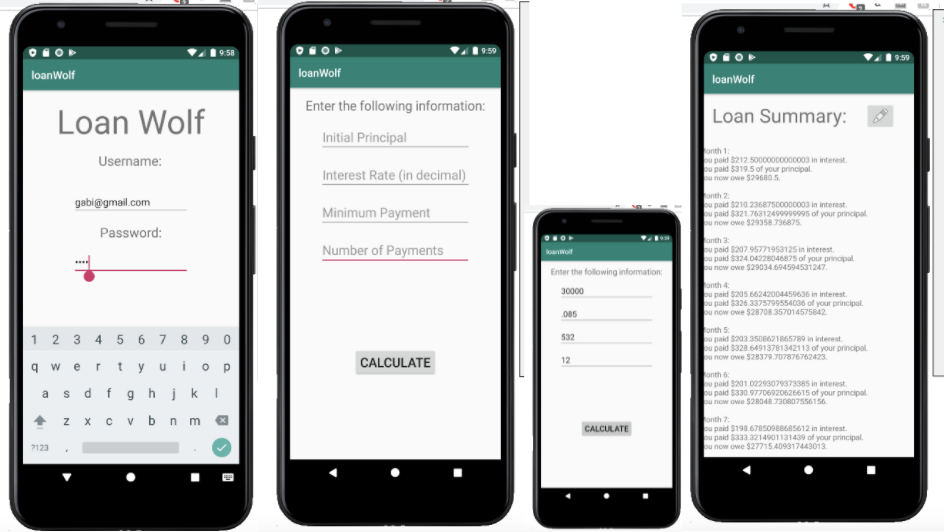 9:58
loanWolf
Loan Wolf
Username:
gabi@gmail.com
Password:
••••
1 2 3 4 5 6 7 8 9 0
q w e r t y u i o p
a s d f g h j k l
z x c v b n m
?123 , .
9:59
loanWolf
Enter the following information:
Initial Principal
Interest Rate (in decimal)
Minimum Payment
Number of Payments
CALCULATE
9:59
loanWolf
Enter the following information:
30000
.085
532
12
CALCULATE
9:59
loanWolf
Loan Summary:
onth 1:
ou paid $212.50000000000003 in interest.
ou paid $319.5 of your principal.
ou now owe $29680.5.
onth 2:
ou paid $210.23687500000003 in interest.
ou paid $321.76312499999995 of your principal.
ou now owe $29358.736875.
onth 3:
ou paid $207.95771953125 in interest.
ou paid $324.04228046875 of your principal.
ou now owe $29034.694594531247.
onth 4:
ou paid $205.66242004459636 in interest.
ou paid $326.3375799554036 of your principal.
ou now owe $28708.357014575842.
onth 5:
ou paid $203.3508621865789 in interest.
ou paid $328.64913781342113 of your principal.
ou now owe $28379.707876762423.
onth 6:
ou paid $201.02293079373385 in interest.
ou paid $330.97706920626615 of your principal.
ou now owe $28048.730807556156.
onth 7:
ou paid $198.67850988685612 in interest.
ou paid $333.3214901131439 of your principal.
ou now owe $27715.409317443013.